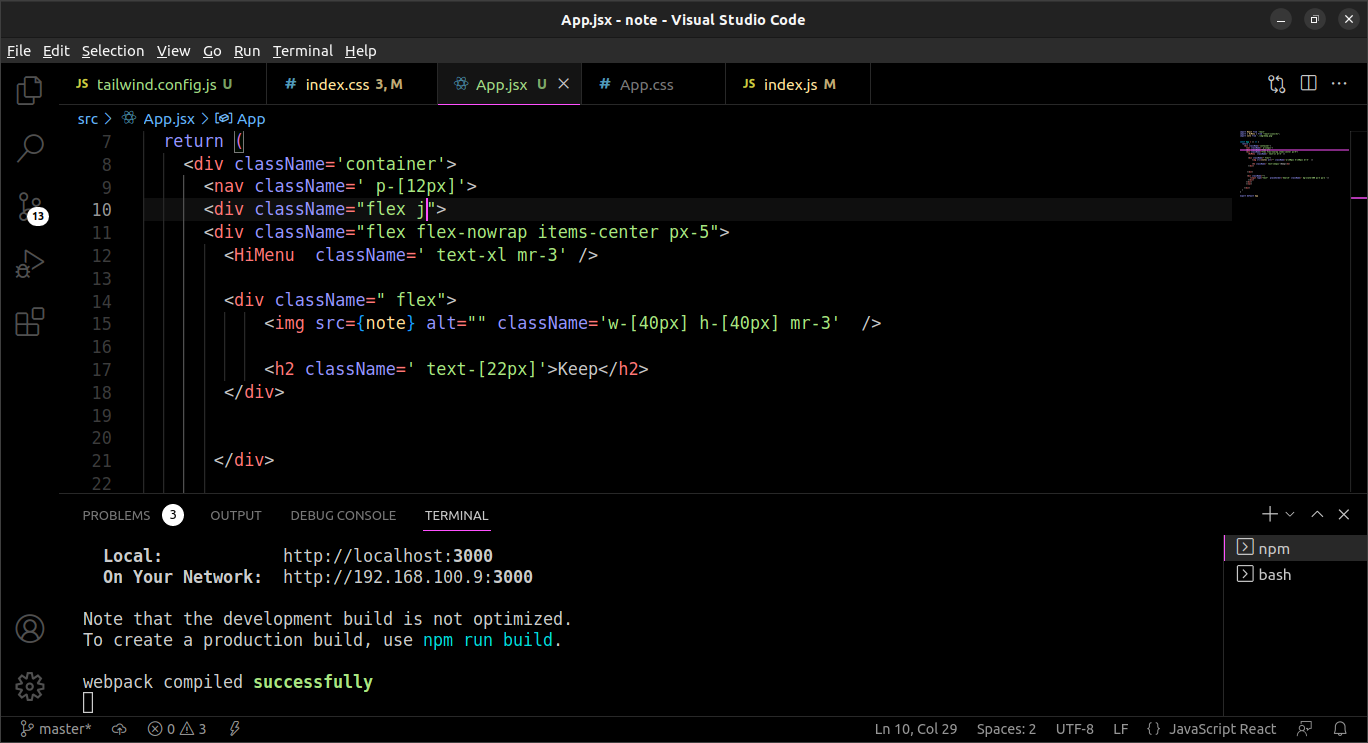 App.jsx - note - Visual Studio Code
File Edit Selection View Go Run Terminal Help
JS tailwind.config.js U # index.css 3, M App.jsx U # App.css JS index.js M
src > App.jsx > App
7 return (
8 <div className='container'>
9 <nav className=' p-[12px]'>
10 <div className="flex j">
11 <div className="flex flex-nowrap items-center px-5">
12 <HiMenu  className=' text-xl mr-3' />
13
14 <div className=" flex">
15 <img src={note} alt="" className='w-[40px] h-[40px] mr-3'  />
16
17 <h2 className=' text-[22px]'>Keep</h2>
18 </div>
19
20
21 </div>
22
13
PROBLEMS 3 OUTPUT DEBUG CONSOLE TERMINAL
Local: http://localhost:3000
On Your Network: http://192.168.100.9:3000
Note that the development build is not optimized.
To create a production build, use npm run build.
webpack compiled successfully
npm
bash
master* 0 3 Ln 10, Col 29 Spaces: 2 UTF-8 LF {} JavaScript React